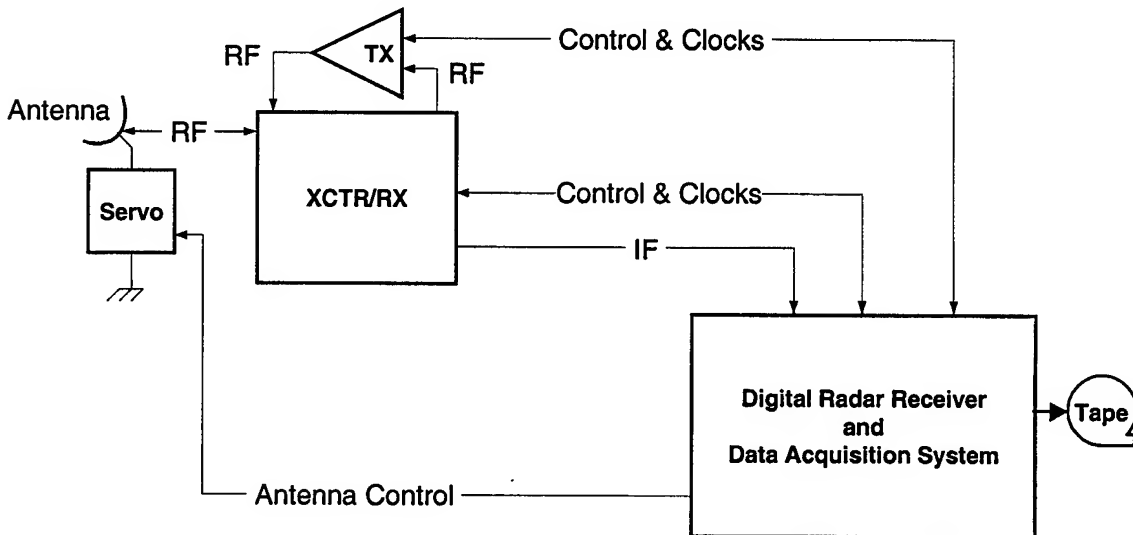 Control & Clocks
RF
TX
RF
Antenna
RF
XCTR/RX
Control & Clocks
Servo
IF
Digital Radar Receiver
and
Data Acquisition System
Tape
Antenna Control